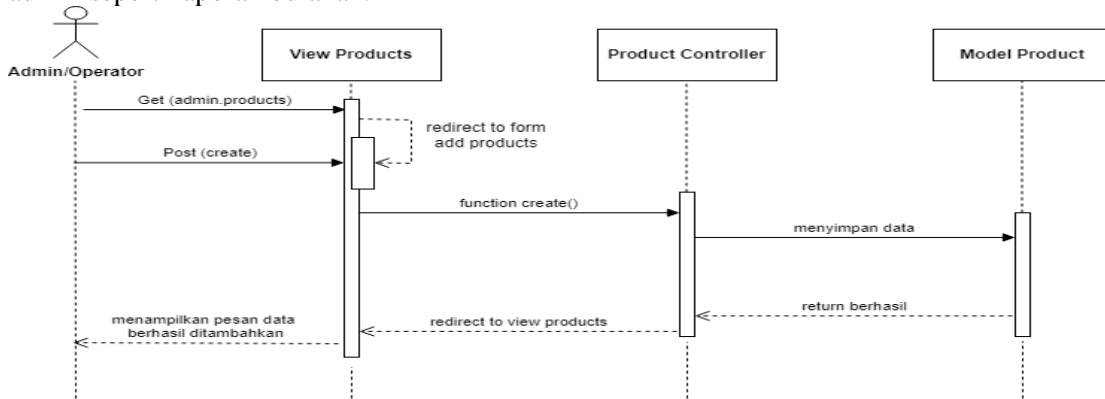 Admin/Operator
View Products
Product Controller
Model Product
Get (admin.products)
redirect to form
add products
Post (create)
function create()
menyimpan data
return berhasil
redirect to view products
menampilkan pesan data
berhasil ditambahkan